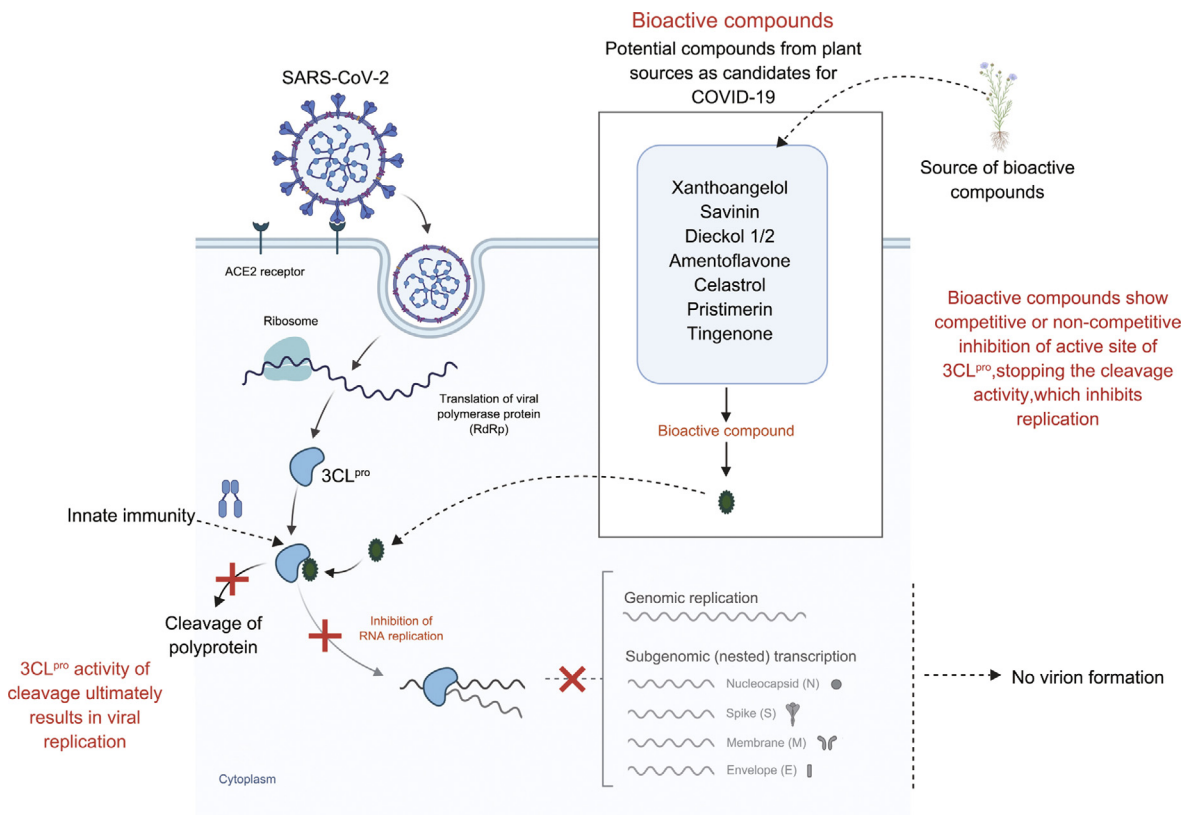 Bioactive compounds
Potential compounds from plant
sources as candidates for
COVID-19
SARS-CoV-2
Source of bioactive
compounds
Xanthoangelol
Savinin
Dieckol 1/2
Amentoflavone
Celastrol
Pristimerin
Tingenone
ACE2 receptor
Bioactive compounds show
competitive or non-competitive
inhibition of active site of
3CLpro,stopping the cleavage
activity,which inhibits
replication
Ribosome
Translation of viral
polymerase protein
(RdRp)
Bioactive compound
3CLpro
Innate immunity
Cleavage of
polyprotein
Inhibition of
RNA replication
3CLpro activity of
cleavage ultimately
results in viral
replication
Genomic replication
Subgenomic (nested) transcription
Nucleocapsid (N)
Spike (S)
Membrane (M)
Envelope (E)
No virion formation
Cytoplasm